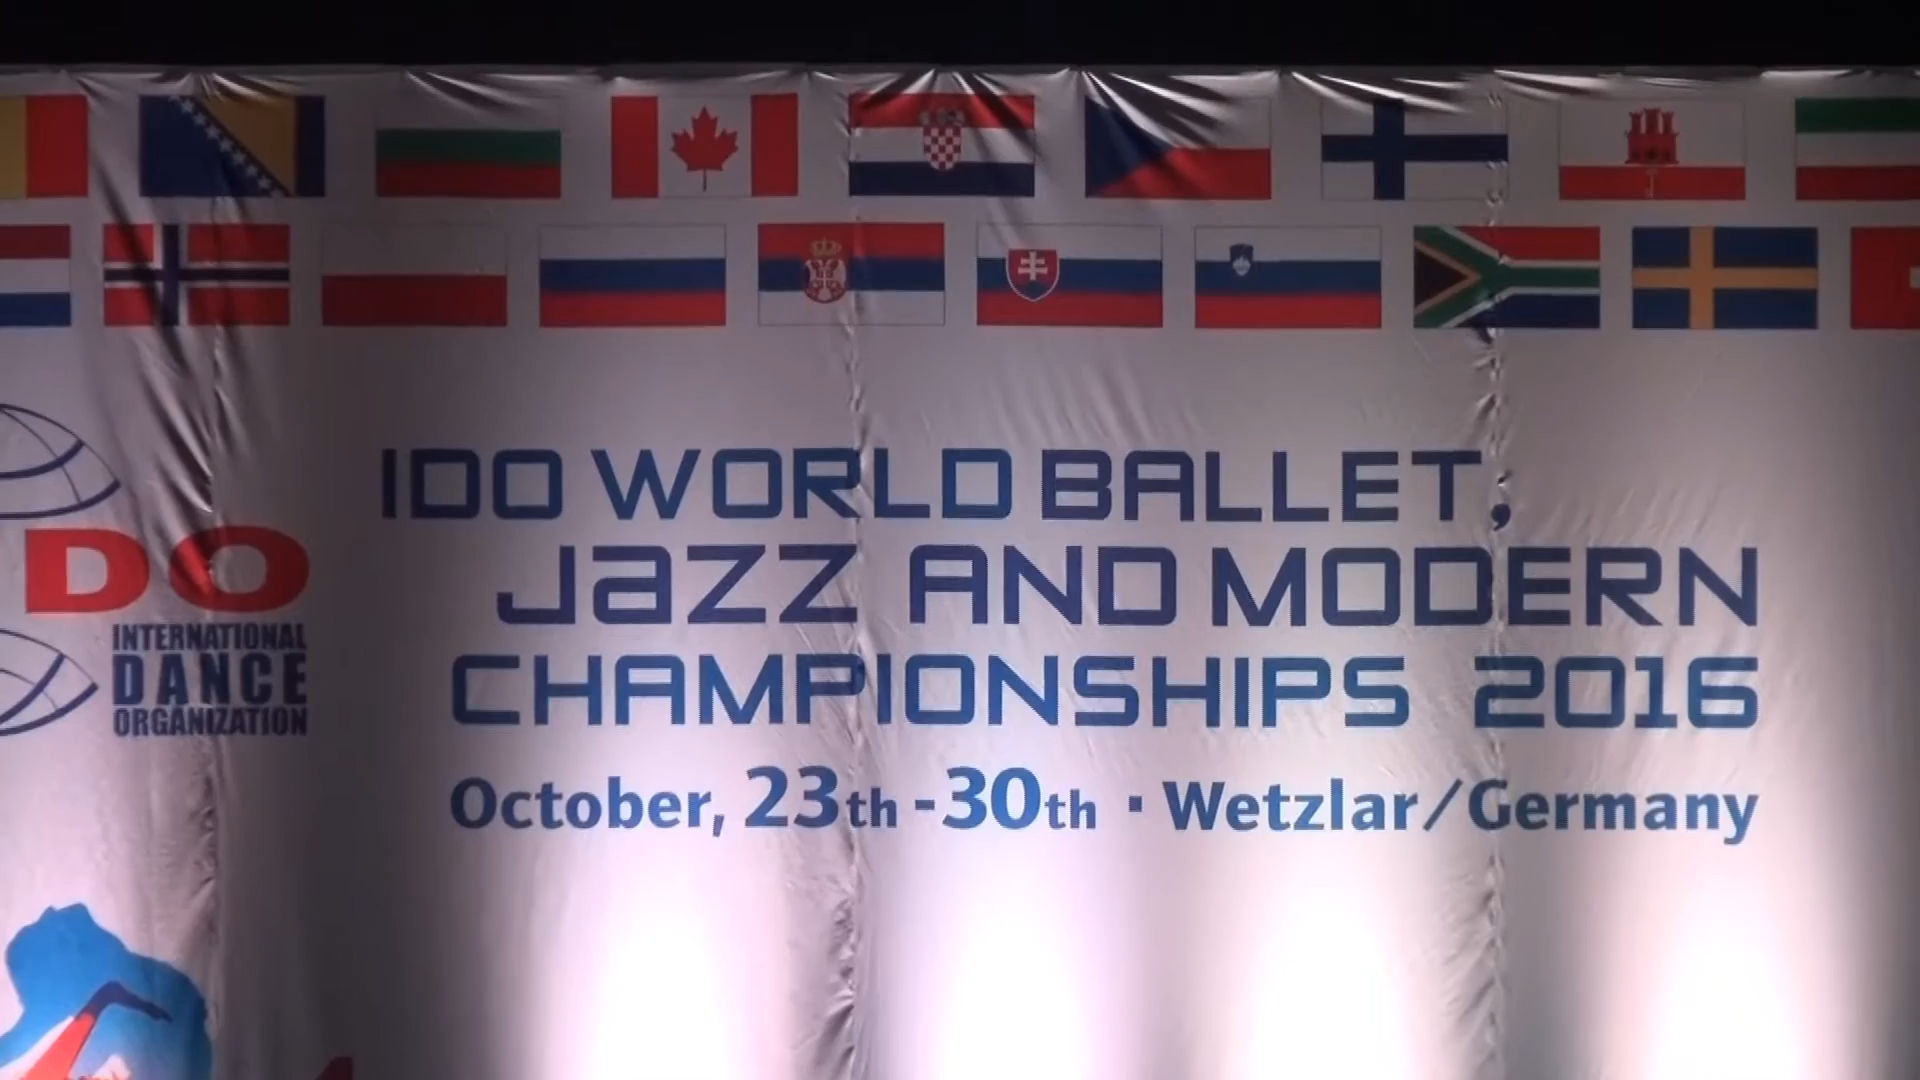 IDO WORLD BALLET,
JaZZ AND MODERN
CHAMPIONSHIPS 2016
October, 23th - 30th · Wetzlar/Germany
DO
INTERNATIONAL
DANCE
ORGANIZATION